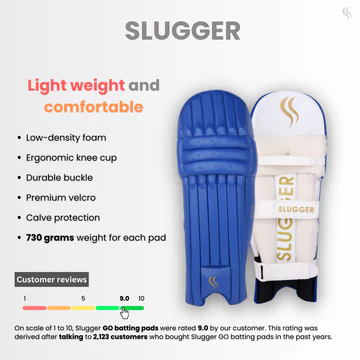 SLUGGER
Light weight and
comfortable
• Low-density foam
• Ergonomic knee cup
• Durable buckle
• Premium velcro
• Calve protection
• 730 grams weight for each pad
SLUGGER
SLUGGER
Customer reviews
1 5 9.0 10
On scale of 1 to 10, Slugger GO batting pads were rated 9.0 by our customer. This rating was
derived after talking to 2,123 customers who bought Slugger GO batting pads in the past years.